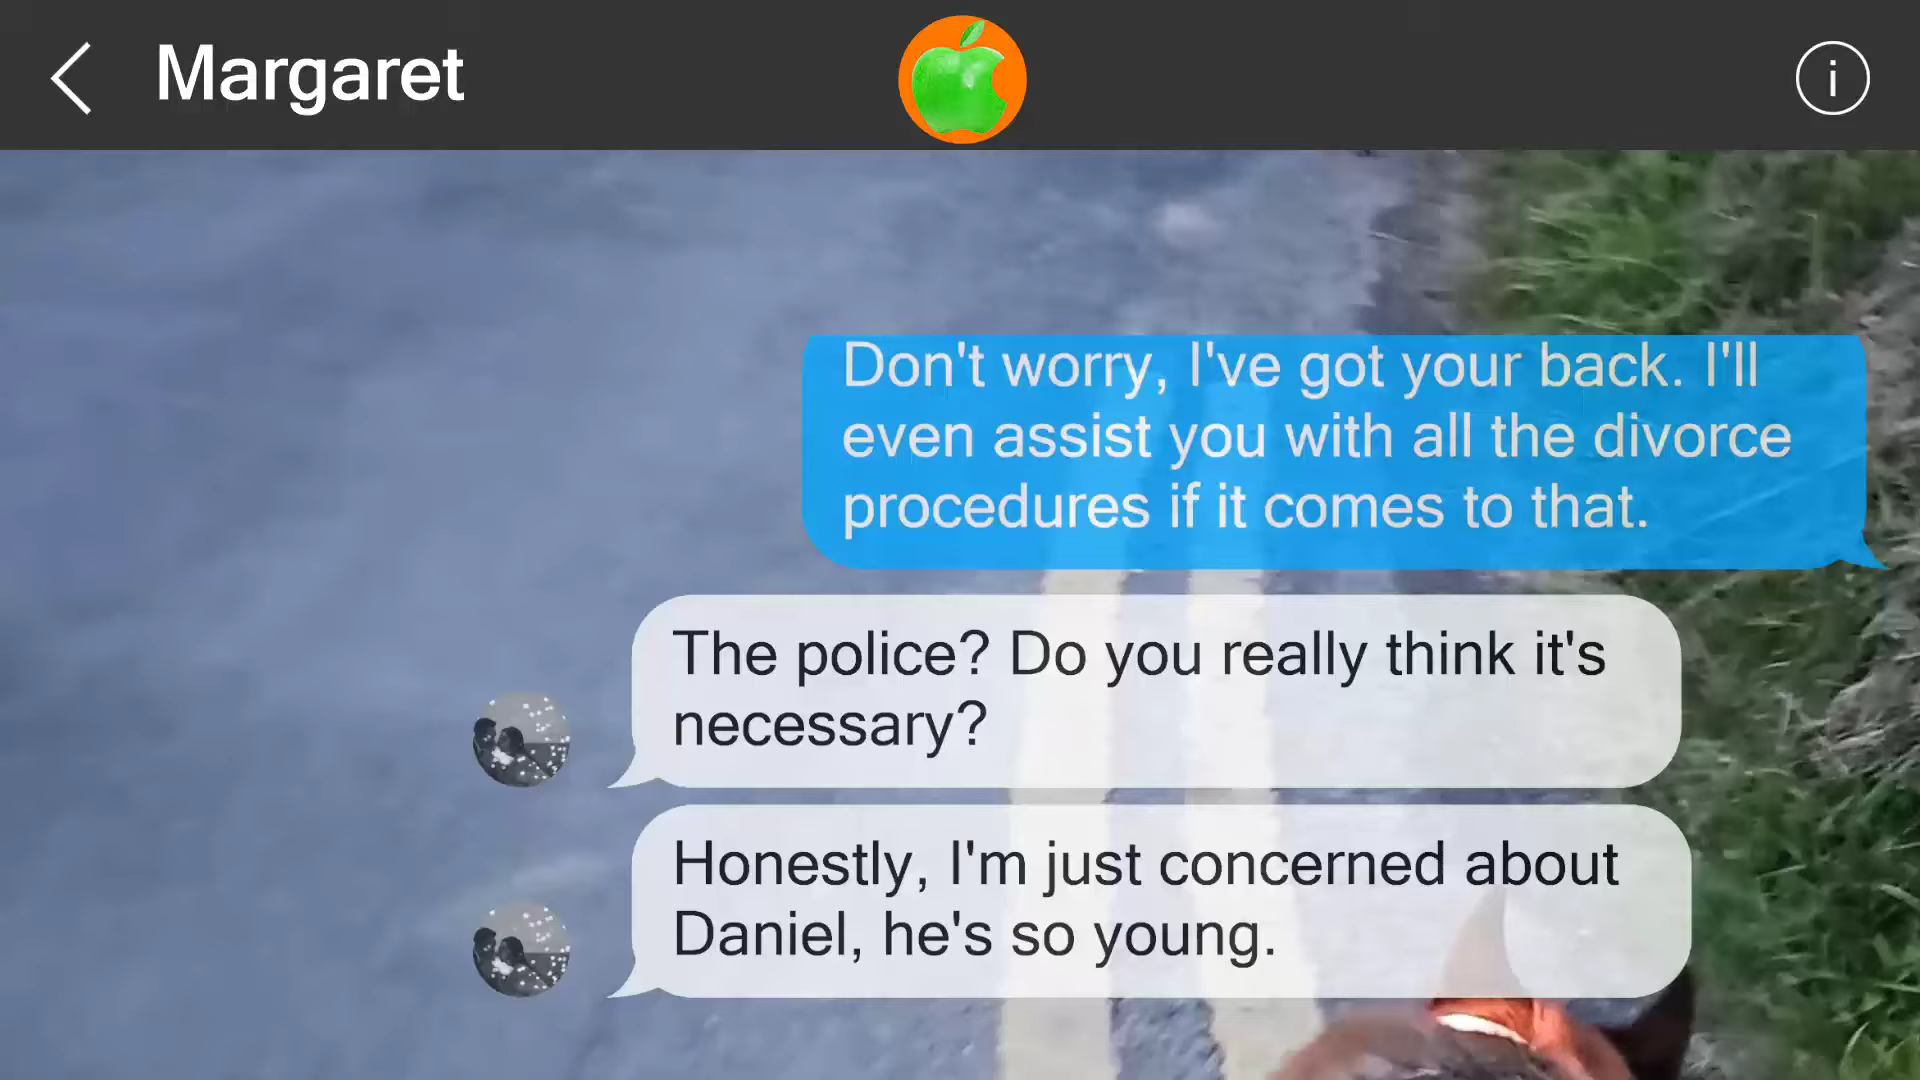 Margaret
Don't worry, I've got your back. I'll
even assist you with all the divorce
procedures if it comes to that.
The police? Do you really think it's
necessary?
Honestly, I'm just concerned about
Daniel, he's so young.